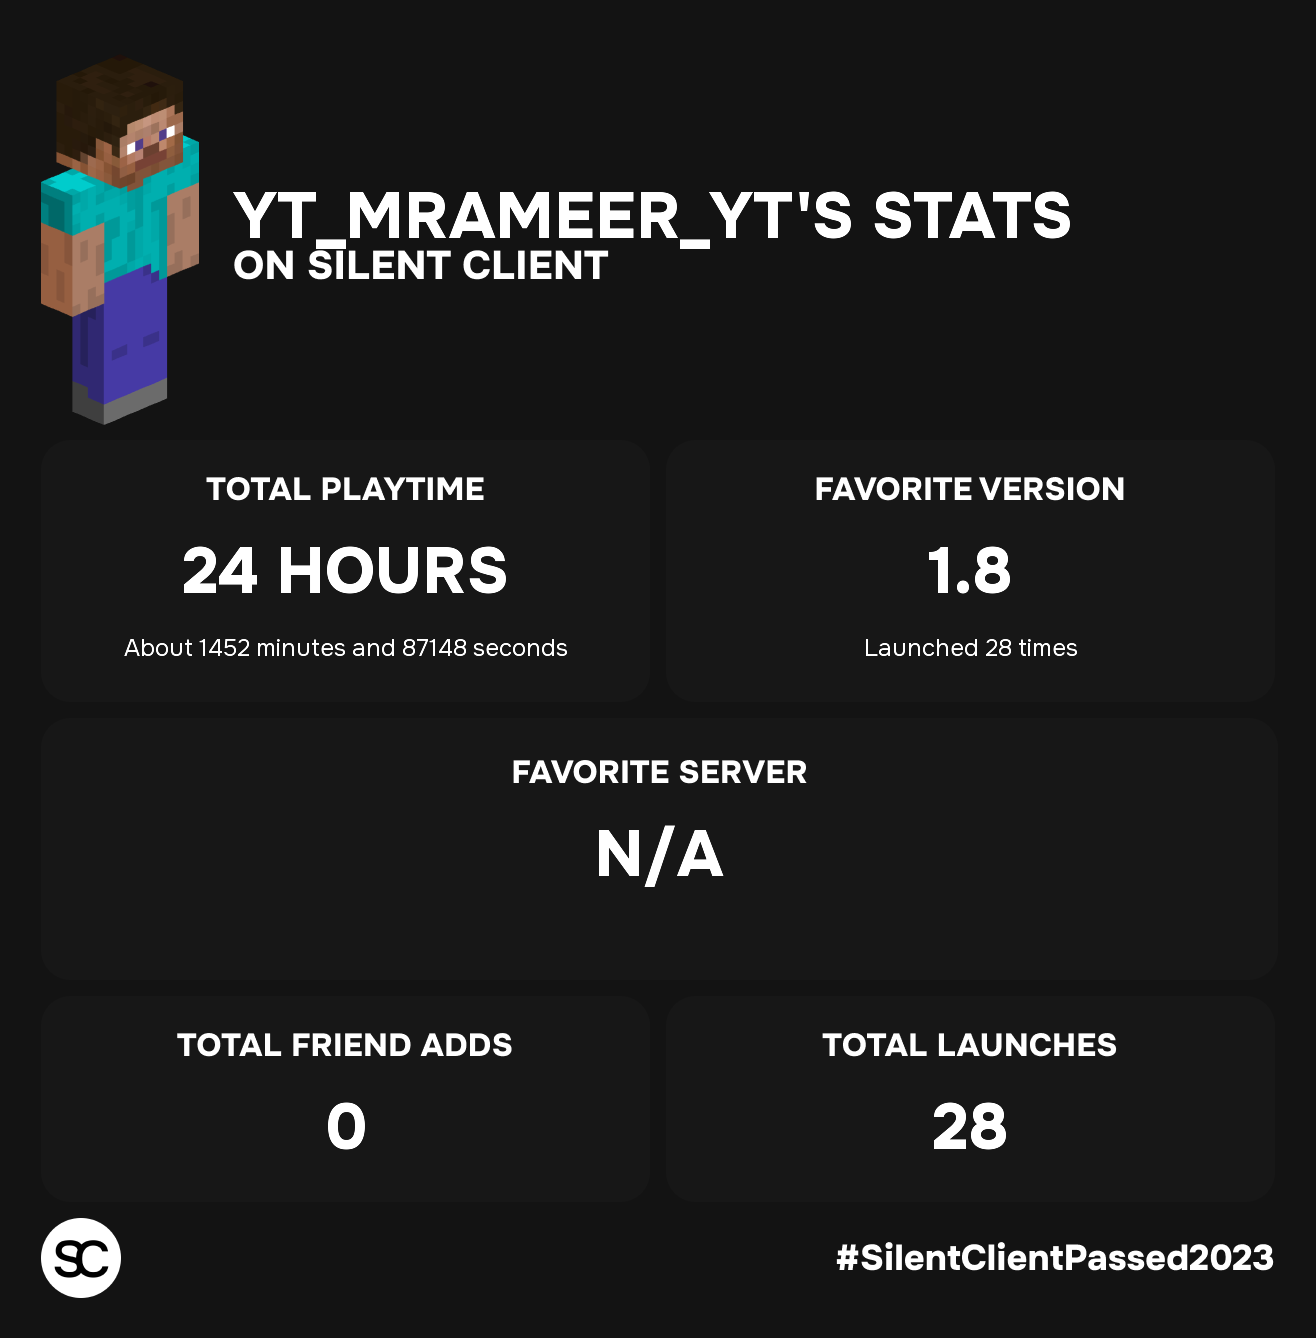 YT_MRAMEER_YT'S STATS
ON SILENT CLIENT
TOTAL PLAYTIME
24 HOURS
About 1452 minutes and 87148 seconds
FAVORITE VERSION
1.8
Launched 28 times
FAVORITE SERVER
N/A
TOTAL FRIEND ADDS
0
TOTAL LAUNCHES
28
SC
#SilentClientPassed2023